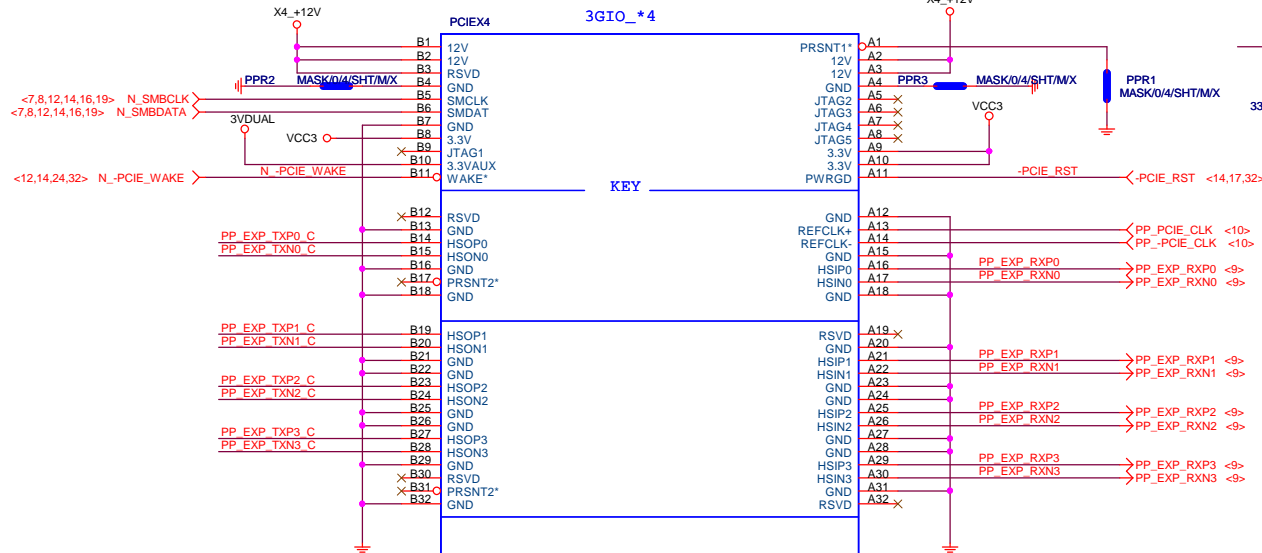 X4_+12V
3GIO_*4
X4_+12V
PCIEX4
B1 12V
B2 12V
B3 RSVD
PPR2 MASK/0/4/SHT/M/X B4 GND
<7,8,12,14,16,19> N_SMBCLK B5 SMCLK
<7,8,12,14,16,19> N_SMBDATA B6 SMDAT
3VDUAL B7 GND
VCC3 B8 3.3V
B9 JTAG1
B10 3.3VAUX
<12,14,24,32> N_-PCIE_WAKE N_-PCIE_WAKE B11 WAKE*
PRSNT1* A1
12V A2
12V A3
GND A4 PPR3 MASK/0/4/SHT/M/X
PPR1
MASK/0/4/SHT/M/X
JTAG2 A5
JTAG3 A6 VCC3
33
JTAG4 A7
JTAG5 A8
3.3V A9
3.3V A10
PWRGD A11 -PCIE_RST -PCIE_RST <14,17,32>
KEY
B12 RSVD
B13 GND
PP_EXP_TXP0_C B14 HSOP0
PP_EXP_TXN0_C B15 HSON0
B16 GND
B17 PRSNT2*
B18 GND
GND A12
REFCLK+ A13 PP_PCIE_CLK <10>
REFCLK- A14 PP_-PCIE_CLK <10>
GND A15
HSIP0 A16 PP_EXP_RXP0 PP_EXP_RXP0 <9>
HSIN0 A17 PP_EXP_RXN0 PP_EXP_RXN0 <9>
GND A18
PP_EXP_TXP1_C B19 HSOP1
PP_EXP_TXN1_C B20 HSON1
B21 GND
B22 GND
PP_EXP_TXP2_C B23 HSOP2
PP_EXP_TXN2_C B24 HSON2
B25 GND
B26 GND
PP_EXP_TXP3_C B27 HSOP3
PP_EXP_TXN3_C B28 HSON3
B29 GND
B30 RSVD
B31 PRSNT2*
B32 GND
RSVD A19
GND A20
HSIP1 A21 PP_EXP_RXP1 PP_EXP_RXP1 <9>
HSIN1 A22 PP_EXP_RXN1 PP_EXP_RXN1 <9>
GND A23
GND A24
HSIP2 A25 PP_EXP_RXP2 PP_EXP_RXP2 <9>
HSIN2 A26 PP_EXP_RXN2 PP_EXP_RXN2 <9>
GND A27
GND A28
HSIP3 A29 PP_EXP_RXP3 PP_EXP_RXP3 <9>
HSIN3 A30 PP_EXP_RXN3 PP_EXP_RXN3 <9>
GND A31
RSVD A32